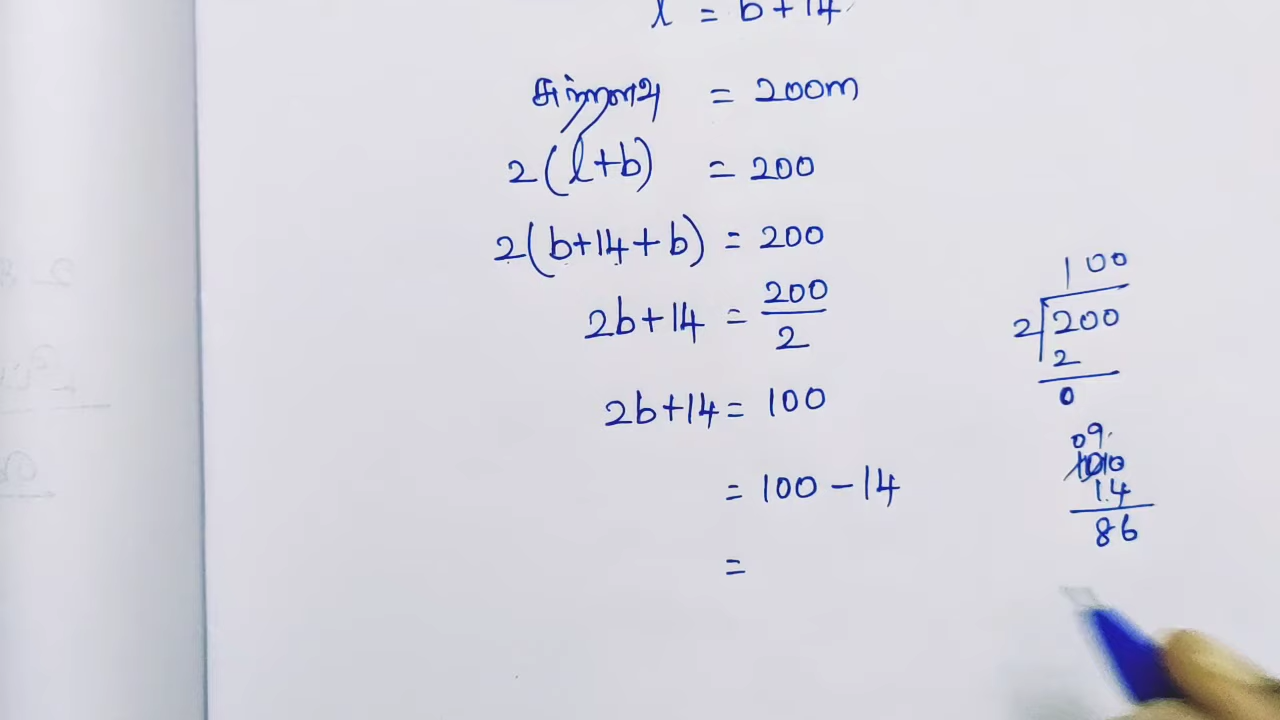 l = b+14
சுற்றளவு = 200m
2(l+b) = 200
2(b+14+b) = 200
2b+14 = 200/2
2b+14 = 100
= 100-14
=
100
2)200
2
0
09
100
14
86